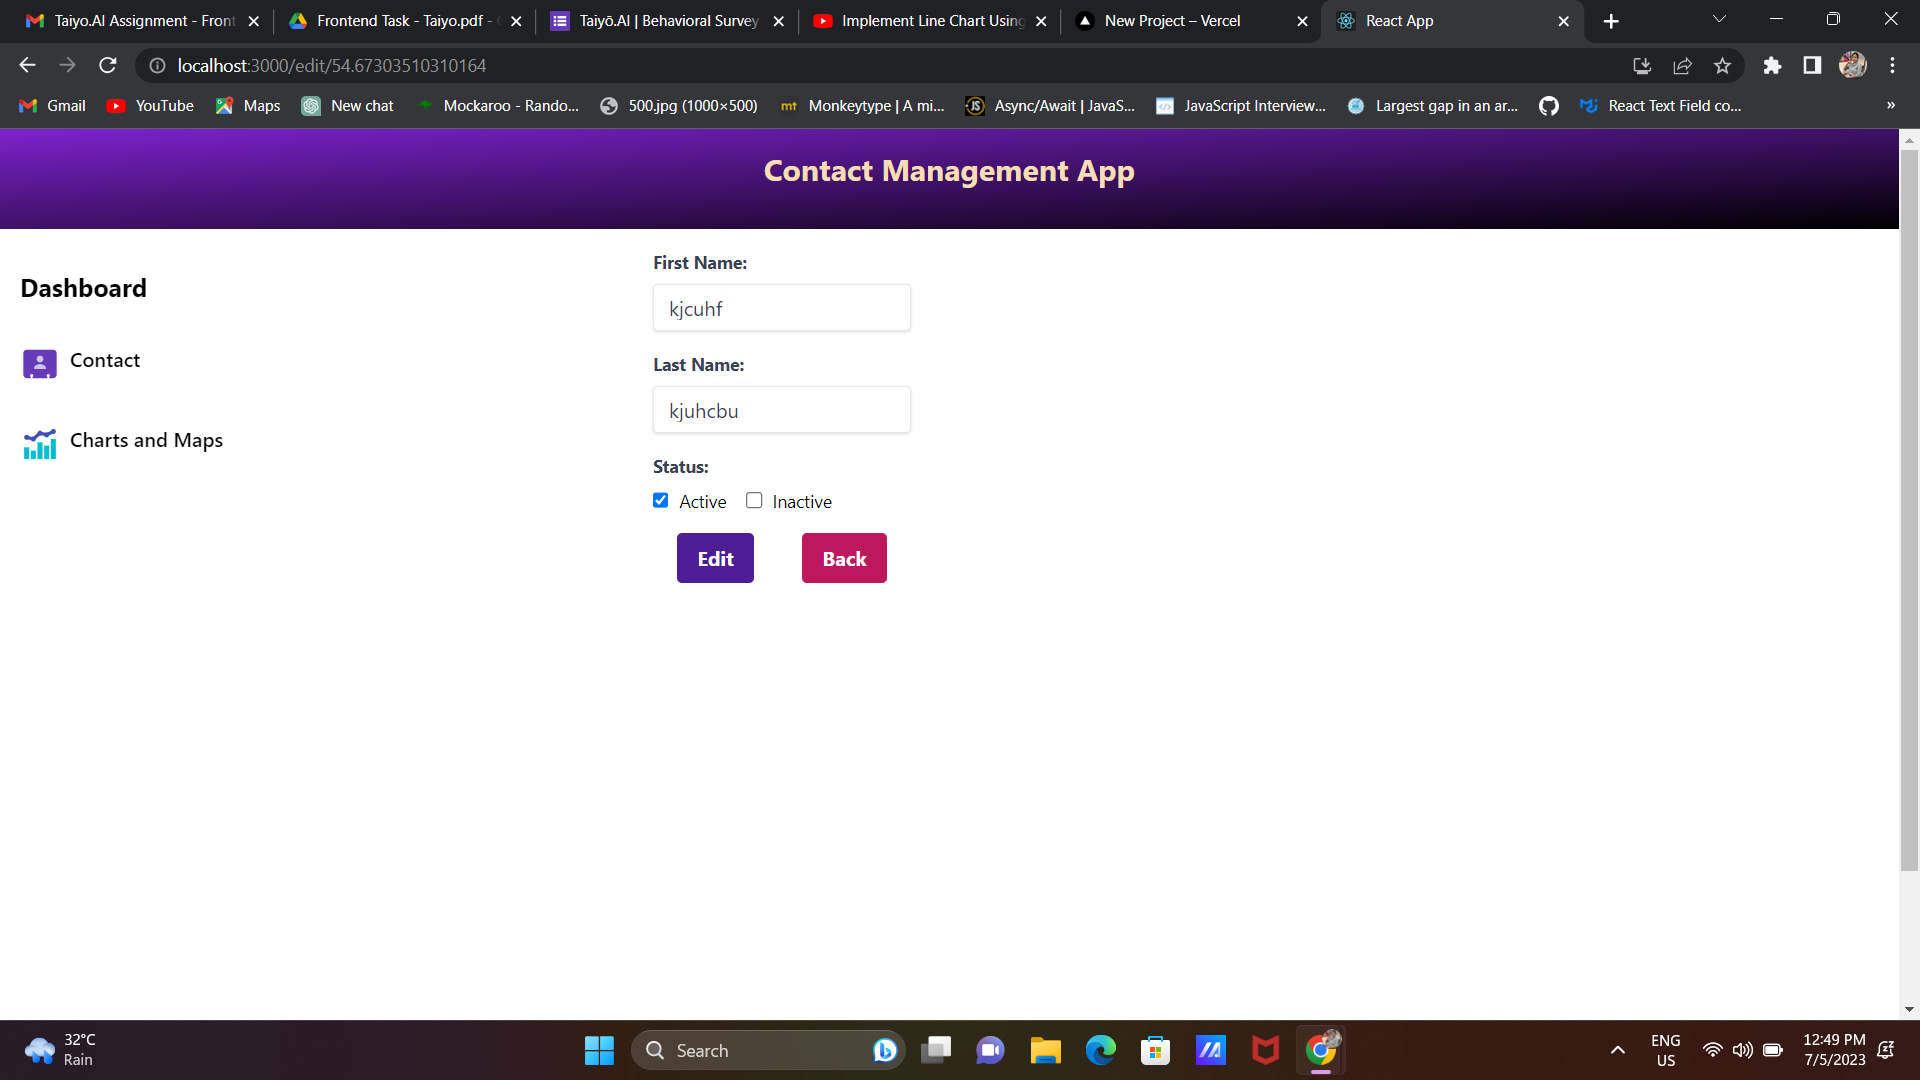 Taiyo.AI Assignment - Front
Frontend Task - Taiyo.pdf -
Taiyō.AI | Behavioral Survey
Implement Line Chart Using
New Project – Vercel
React App
localhost:3000/edit/54.67303510310164
Gmail
YouTube
Maps
New chat
Mockaroo - Rando...
500.jpg (1000×500)
mt
Monkeytype | A mi...
JS
Async/Await | JavaS...
JavaScript Interview...
Largest gap in an ar...
React Text Field co...
»
Contact Management App
Dashboard
Contact
Charts and Maps
First Name:
kjcuhf
Last Name:
kjuhcbu
Status:
Active
Inactive
Edit
Back
32°C
Rain
Search
ENG
US
12:49 PM
7/5/2023